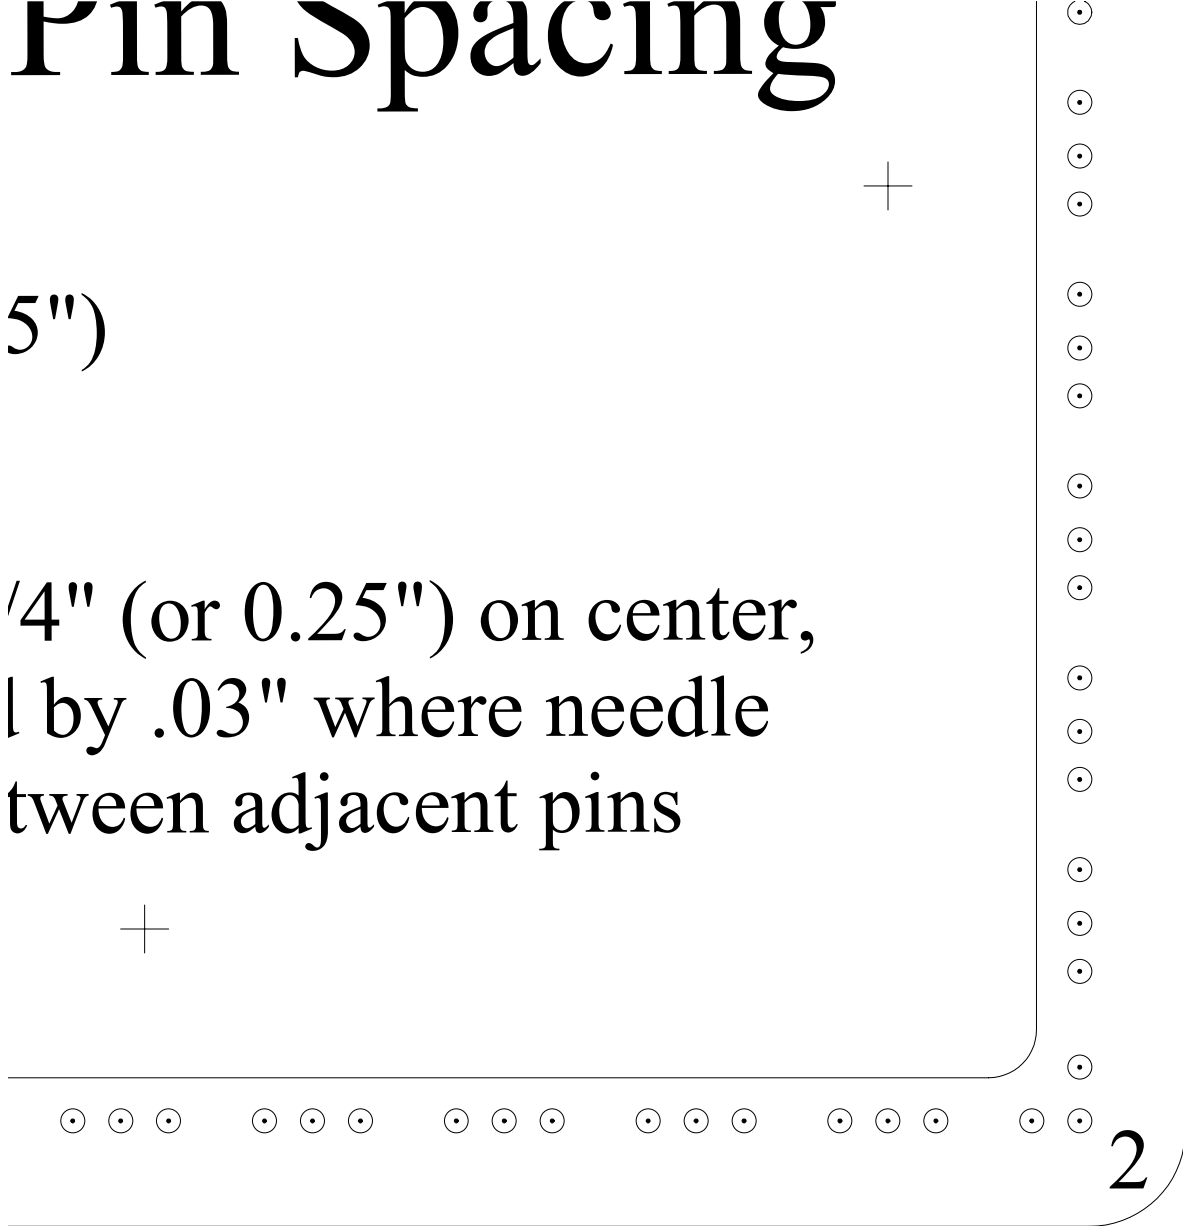 Pin Spacing
5")
/4" (or 0.25") on center,
by .03" where needle
tween adjacent pins
2